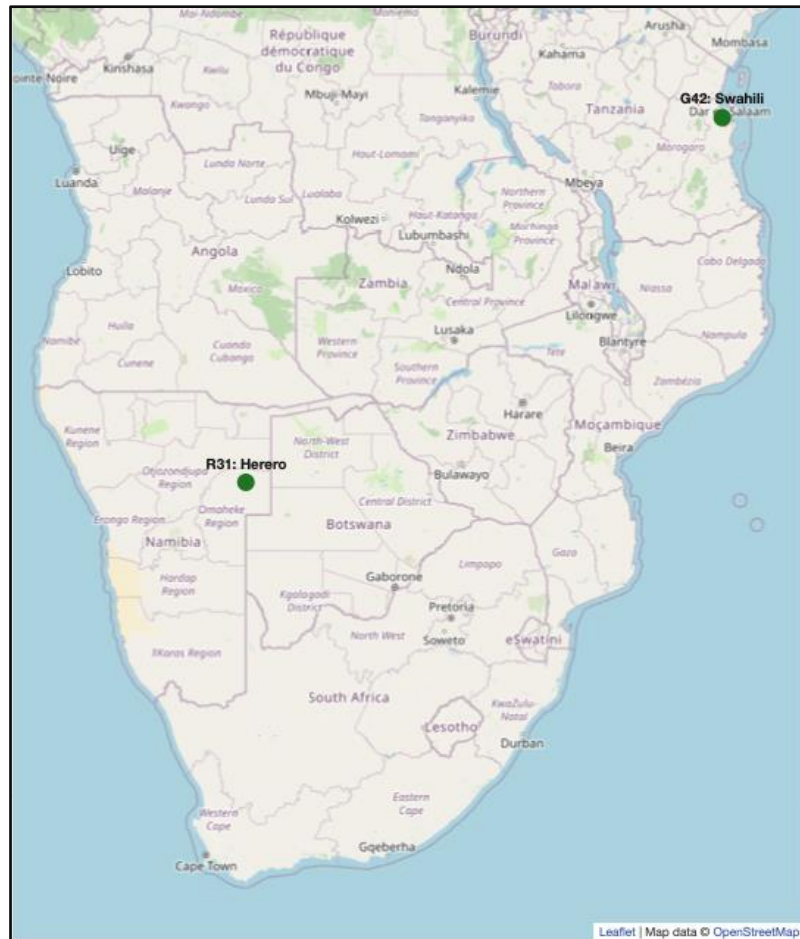 Mai-Ndombe
Maniema
République
démocratique
du Congo
Burundi
Arusha
Mombasa
Kahama
ointe Noire
Kinshasa
Kwilu
Mbuji-Mayi
Kalemie
Tabora
Kwango
Tanganyika
Tanzania
G42: Swahili
Dar Salaam
Morogoro
Uige
Luanda
Malanje
Lunda Norte
Lunda Sul
Lualaba
Haut-Lomami
Mbeya
Northern
Province
Kolwezi
Haut-Katanga
Lubumbashi
Muchinga
Province
Lobito
Angola
Moxico
Zambia
Ndola
Central Province
Malawi
Niassa
Cabo Delgado
Lilongwe
Namibe
Huíla
Cunene
Cuando
Cubango
Western
Province
Lusaka
Southern
Province
Tete
Blantyre
Nampula
Zambézia
Kunene
Region
North-West
District
Harare
Zimbabwe
Moçambique
Beira
R31: Herero
Otjozondjupa
Region
Bulawayo
Omaheke
Region
Central District
Erongo Region
Namibia
Botswana
Hardap
Region
Kgalagadi
District
Gaborone
Limpopo
Gaza
Pretoria
North West
Soweto
eSwatini
ǁKaras Region
South Africa
Lesotho
KwaZulu-
Natal
Durban
Western
Cape
Eastern
Cape
Cape Town
Gqeberha
Leaflet | Map data © OpenStreetMap